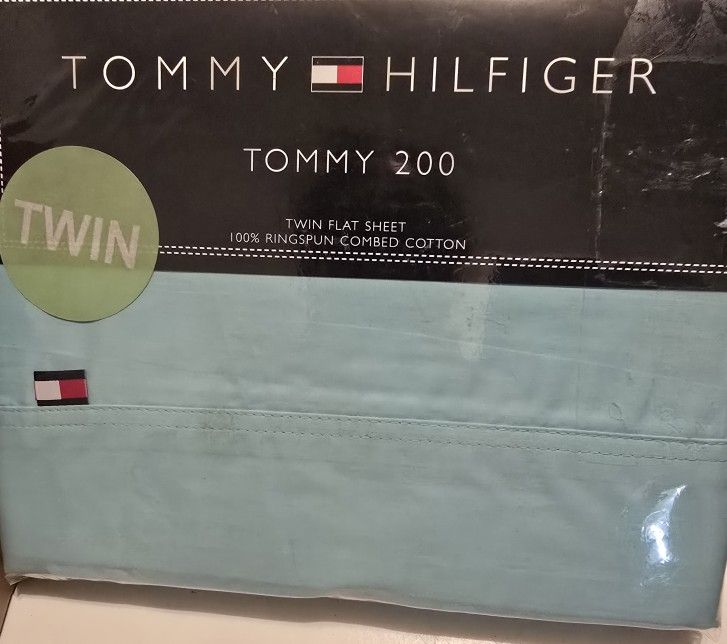 TOMMY HILFIGER
TOMMY 200
TWIN
TWIN FLAT SHEET
100% RINGSPUN COMBED COTTON